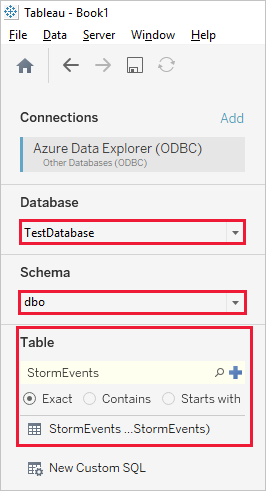 Tableau - Book1
File Data Server Window Help
Connections Add
Azure Data Explorer (ODBC)
Other Databases (ODBC)
Database
TestDatabase
Schema
dbo
Table
StormEvents
Exact Contains Starts with
StormEvents ...StormEvents)
New Custom SQL